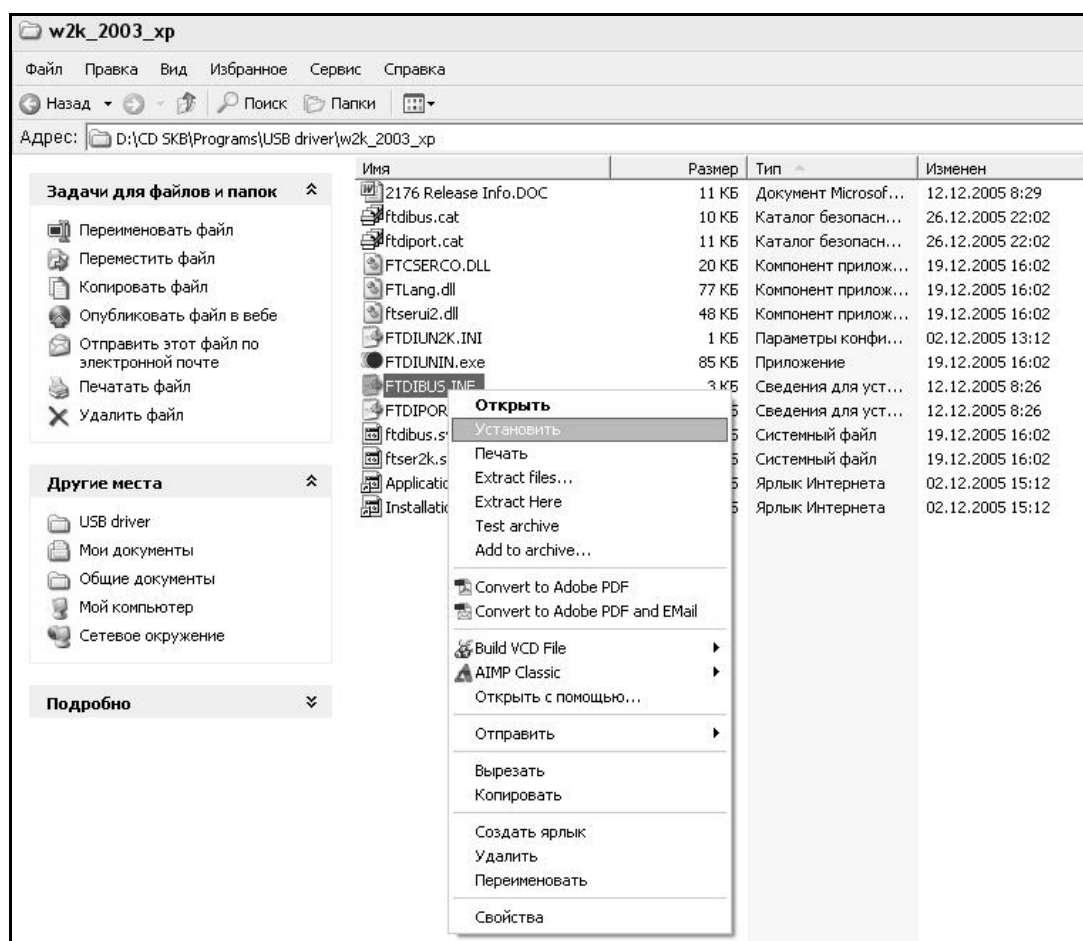 w2k_2003_xp
Файл Правка Вид Избранное Сервис Справка
Назад Поиск Папки
Адрес: D:\CD SKB\Programs\USB driver\w2k_2003_xp
Задачи для файлов и папок
Переименовать файл
Переместить файл
Копировать файл
Опубликовать файл в вебе
Отправить этот файл по
электронной почте
Печатать файл
Удалить файл
Другие места
USB driver
Мои документы
Общие документы
Мой компьютер
Сетевое окружение
Подробно
Имя Размер Тип Изменен
2176 Release Info.DOC 11 КБ Документ Microsof... 12.12.2005 8:29
ftdibus.cat 10 КБ Каталог безопасн... 26.12.2005 22:02
ftdiport.cat 11 КБ Каталог безопасн... 26.12.2005 22:02
FTCSERCO.DLL 20 КБ Компонент прилож... 19.12.2005 16:02
FTLang.dll 77 КБ Компонент прилож... 19.12.2005 16:02
ftserui2.dll 48 КБ Компонент прилож... 19.12.2005 16:02
FTDIUN2K.INI 1 КБ Параметры конфи... 02.12.2005 13:12
FTDIUNIN.exe 85 КБ Приложение 19.12.2005 16:02
FTDIBUS.INF 3 КБ Сведения для уст... 12.12.2005 8:26
FTDIPOR Б Сведения для уст... 12.12.2005 8:26
ftdibus.s Б Системный файл 19.12.2005 16:02
ftser2k.s Б Системный файл 19.12.2005 16:02
Applicatio Б Ярлык Интернета 02.12.2005 15:12
Installatio Б Ярлык Интернета 02.12.2005 15:12
Открыть
Установить
Печать
Extract files...
Extract Here
Test archive
Add to archive...
Convert to Adobe PDF
Convert to Adobe PDF and EMail
Build VCD File
AIMP Classic
Открыть с помощью...
Отправить
Вырезать
Копировать
Создать ярлык
Удалить
Переименовать
Свойства